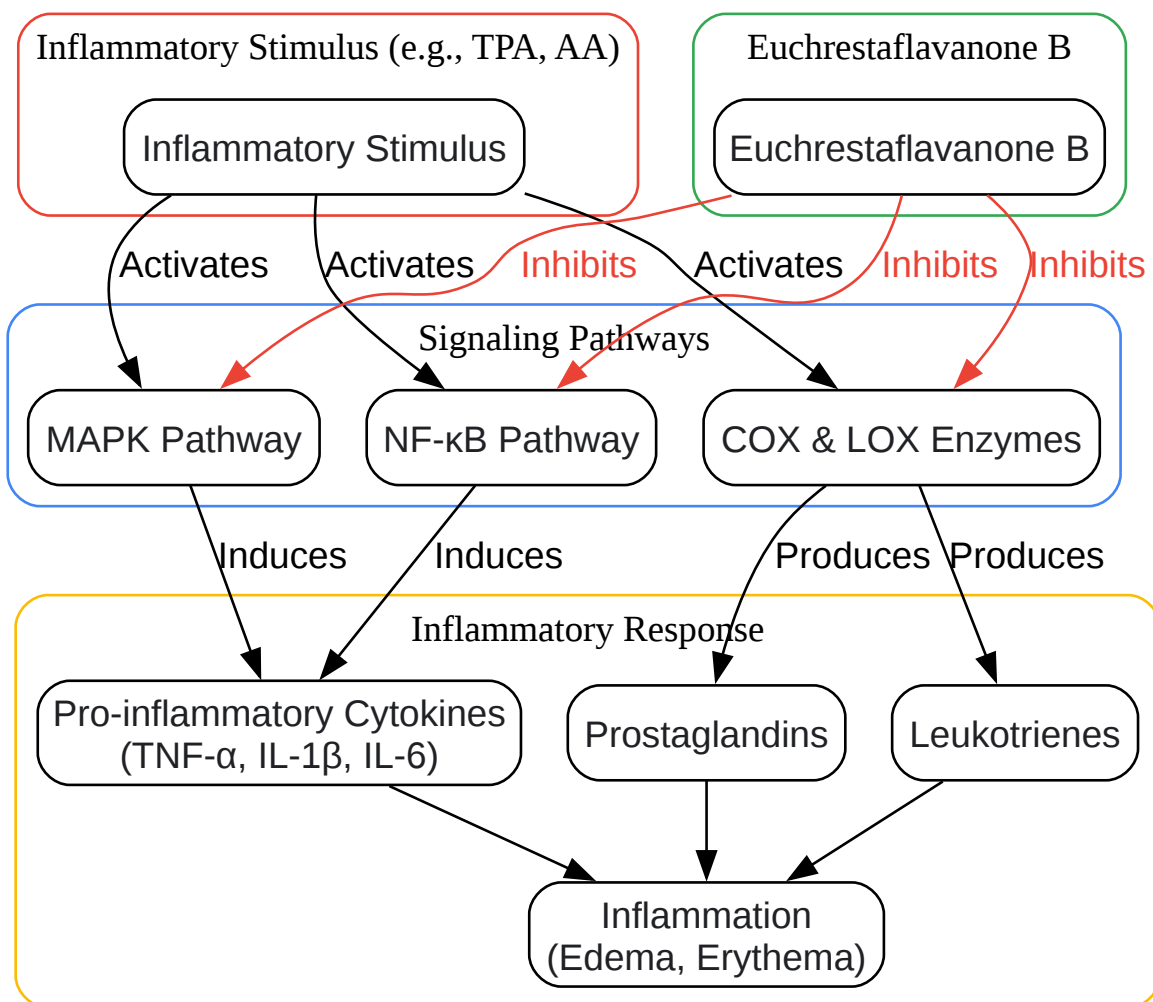 Inflammatory Stimulus (e.g., TPA, AA)
Euchrestaflavanone B
Inflammatory Stimulus
Euchrestaflavanone B
Activates
Activates
Inhibits
Activates
Inhibits
Inhibits
Signaling Pathways
MAPK Pathway
NF-κB Pathway
COX & LOX Enzymes
Induces
Induces
Produces
Produces
Inflammatory Response
Pro-inflammatory Cytokines
(TNF-α, IL-1β, IL-6)
Prostaglandins
Leukotrienes
Inflammation
(Edema, Erythema)